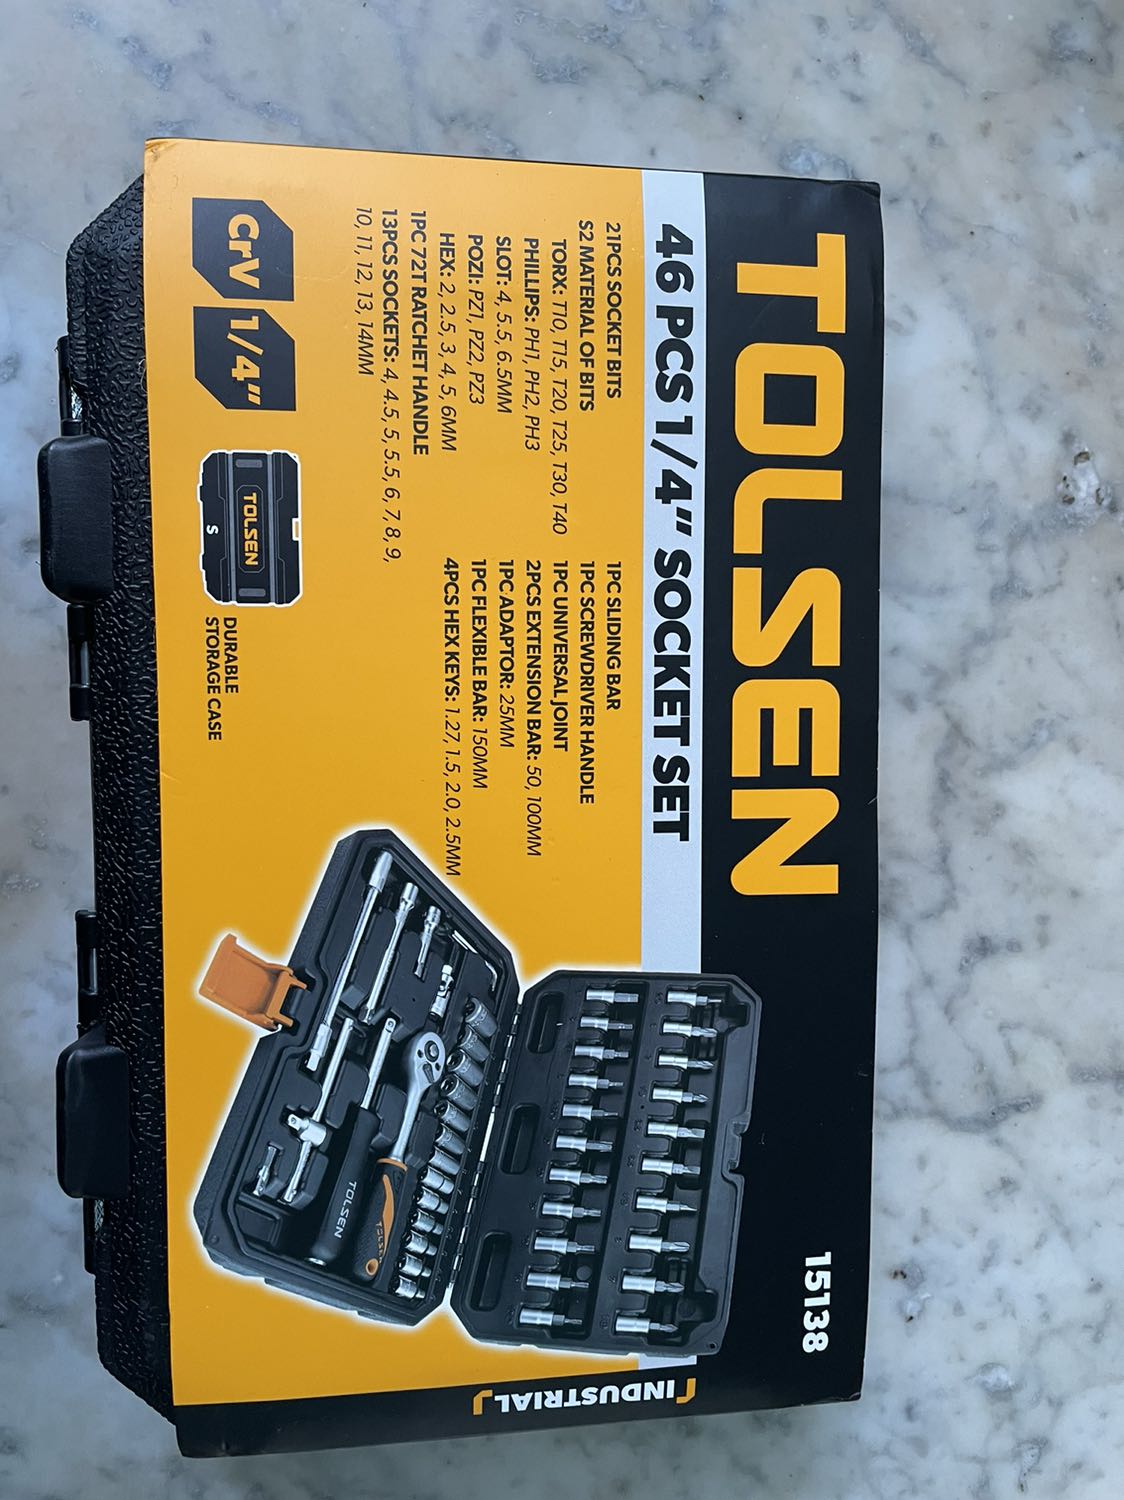 TOLSEN
15138
46 PCS 1/4" SOCKET SET
21PCS SOCKET BITS
S2 MATERIAL OF BITS
TORX: T10, T15, T20, T25, T30, T40
PHILLIPS: PH1, PH2, PH3
SLOT: 4, 5.5, 6.5MM
POZI: PZ1, PZ2, PZ3
HEX: 2, 2.5, 3, 4, 5, 6MM
1PC 72T RATCHET HANDLE
13PCS SOCKETS: 4, 4.5, 5, 5.5, 6, 7, 8, 9,
10, 11, 12, 13, 14MM
1PC SLIDING BAR
1PC SCREWDRIVER HANDLE
1PC UNIVERSAL JOINT
2PCS EXTENSION BAR: 50, 100MM
1PC ADAPTOR: 25MM
1PC FLEXIBLE BAR: 150MM
4PCS HEX KEYS: 1.27, 1.5, 2.0, 2.5MM
CrV
1/4"
TOLSEN
S
DURABLE
STORAGE CASE
TOLSEN
TOLSEN
INDUSTRIAL